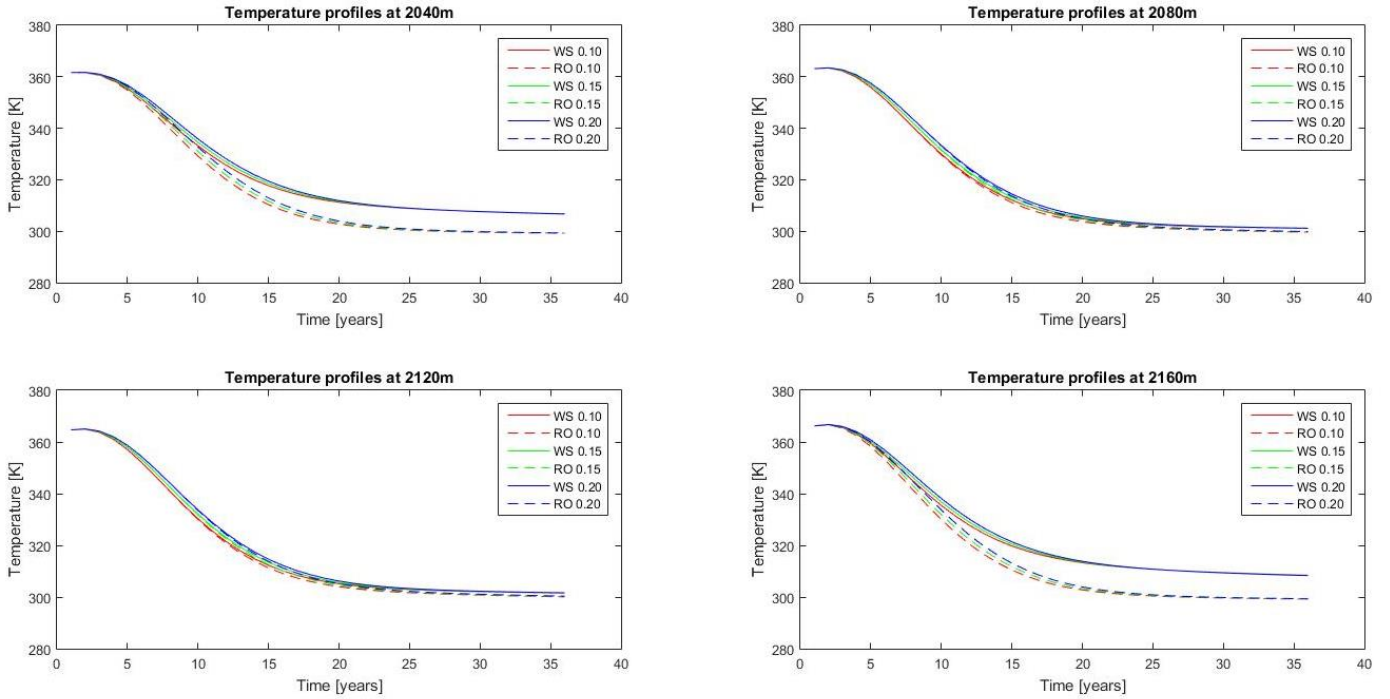 Temperature profiles at 2040m
Temperature [K]
380
360
340
320
300
280
0 5 10 15 20 25 30 35 40
Time [years]
WS 0.10
RO 0.10
WS 0.15
RO 0.15
WS 0.20
RO 0.20
Temperature profiles at 2080m
Temperature [K]
380
360
340
320
300
280
0 5 10 15 20 25 30 35 40
Time [years]
WS 0.10
RO 0.10
WS 0.15
RO 0.15
WS 0.20
RO 0.20
Temperature profiles at 2120m
Temperature [K]
380
360
340
320
300
280
0 5 10 15 20 25 30 35 40
Time [years]
WS 0.10
RO 0.10
WS 0.15
RO 0.15
WS 0.20
RO 0.20
Temperature profiles at 2160m
Temperature [K]
380
360
340
320
300
280
0 5 10 15 20 25 30 35 40
Time [years]
WS 0.10
RO 0.10
WS 0.15
RO 0.15
WS 0.20
RO 0.20